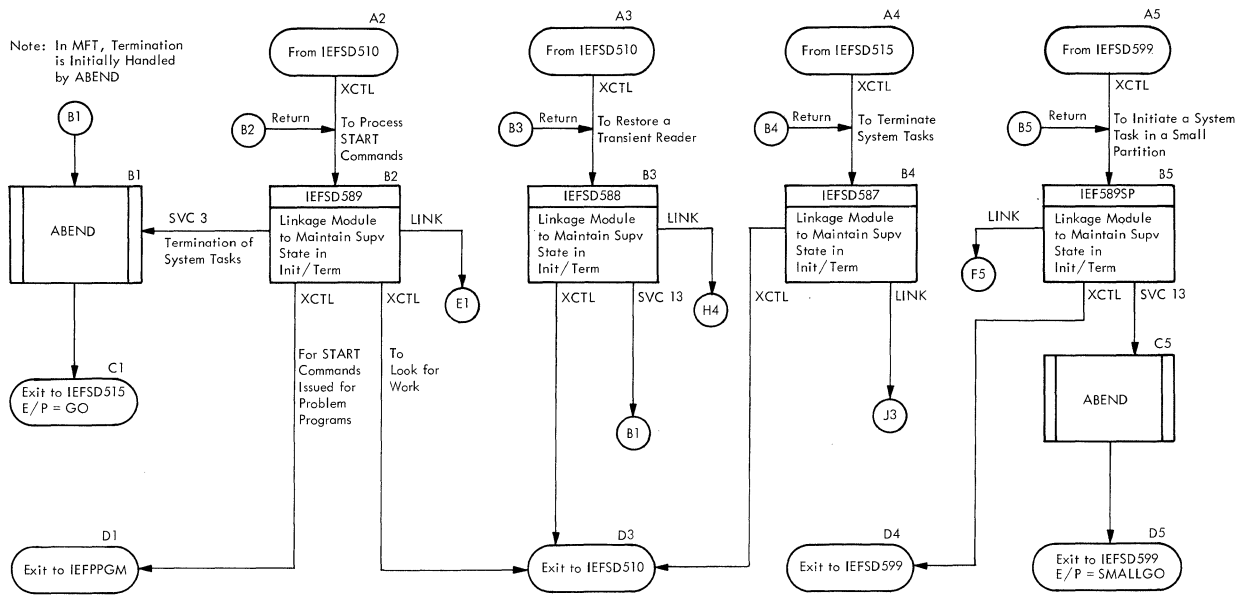 A2
A3
A4
A5
Note: In MFT, Termination
is Initially Handled
by ABEND
From IEFSD510
From IEFSD510
From IEFSD515
From IEFSD599
XCTL
XCTL
XCTL
XCTL
B1
B2
Return
To Process
START
Commands
B3
Return
To Restore a
Transient Reader
B4
Return
To Terminate
System Tasks
B5
Return
To Initiate a System
Task in a Small
Partition
B1
B2
B3
B4
B5
ABEND
SVC 3
Termination of
System Tasks
IEFSD589
Linkage Module
to Maintain Supv
State in
Init/Term
LINK
E1
IEFSD588
Linkage Module
to Maintain Supv
State in
Init/Term
LINK
H4
IEFSD587
Linkage Module
to Maintain Supv
State in
Init/Term
LINK
F5
IEF589SP
Linkage Module
to Maintain Supv
State in
Init/Term
XCTL
XCTL
XCTL
SVC 13
XCTL
LINK
XCTL
SVC 13
For START
Commands
Issued for
Problem
Programs
To
Look for
Work
C1
Exit to IEFSD515
E/P = GO
B1
J3
C5
ABEND
D1
Exit to IEFPPGM
D3
Exit to IEFSD510
D4
Exit to IEFSD599
D5
Exit to IEFSD599
E/P = SMALLGO